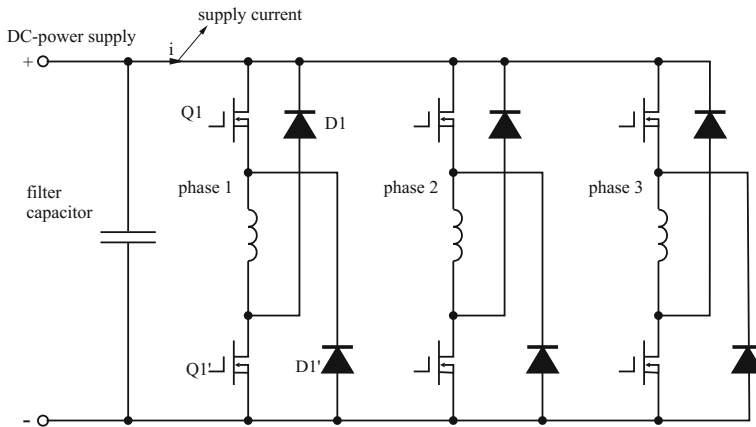 supply current
DC-power supply
+
i
Q1
D1
phase 1
phase 2
phase 3
filter
capacitor
Q1'
D1'
-